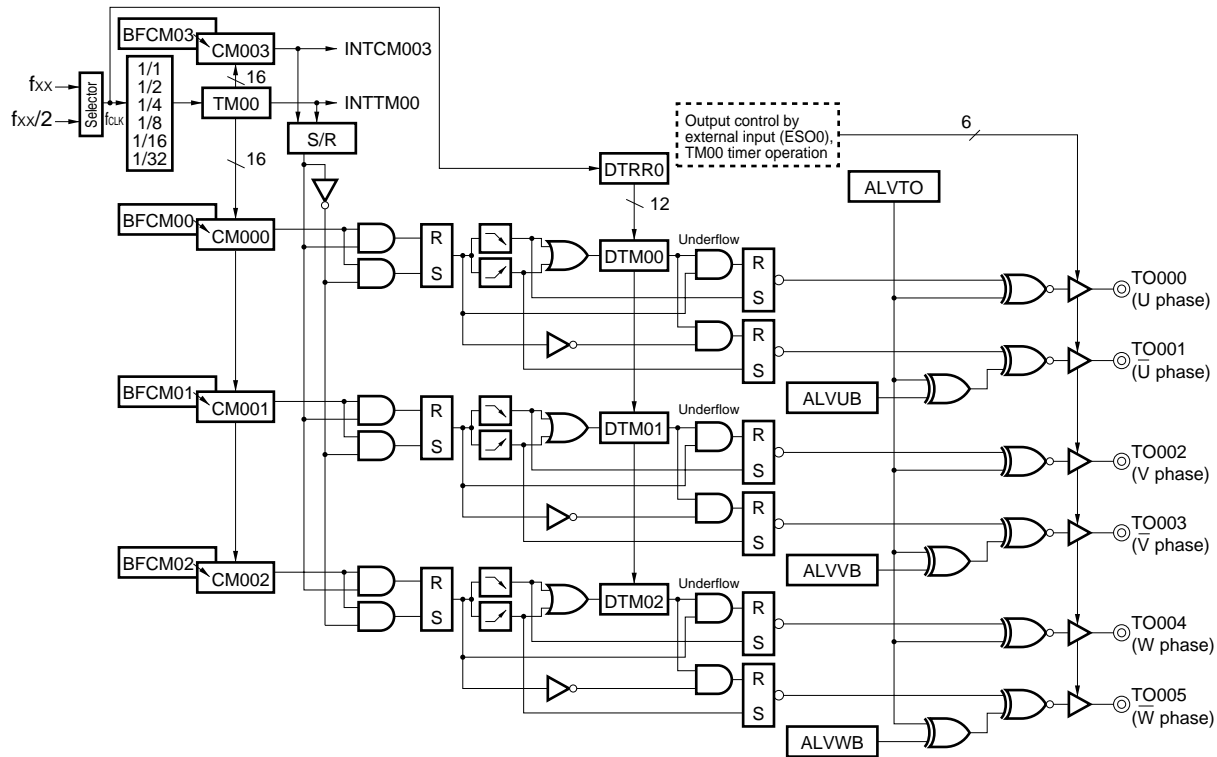 BFCM03
CM003
INTCM003
fXX
fXX/2
Selector
fCLK
1/1
1/2
1/4
1/8
1/16
1/32
16
TM00
INTTM00
S/R
16
Output control by
external input (ESO0),
TM00 timer operation
6
DTRR0
12
ALVTO
BFCM00
CM000
R
S
DTM00
Underflow
R
S
R
S
TO000
(U phase)
TO001
(U̅ phase)
ALVUB
BFCM01
CM001
R
S
DTM01
Underflow
R
S
R
S
TO002
(V phase)
TO003
(V̅ phase)
ALVVB
BFCM02
CM002
R
S
DTM02
Underflow
R
S
R
S
TO004
(W phase)
TO005
(W̅ phase)
ALVWB